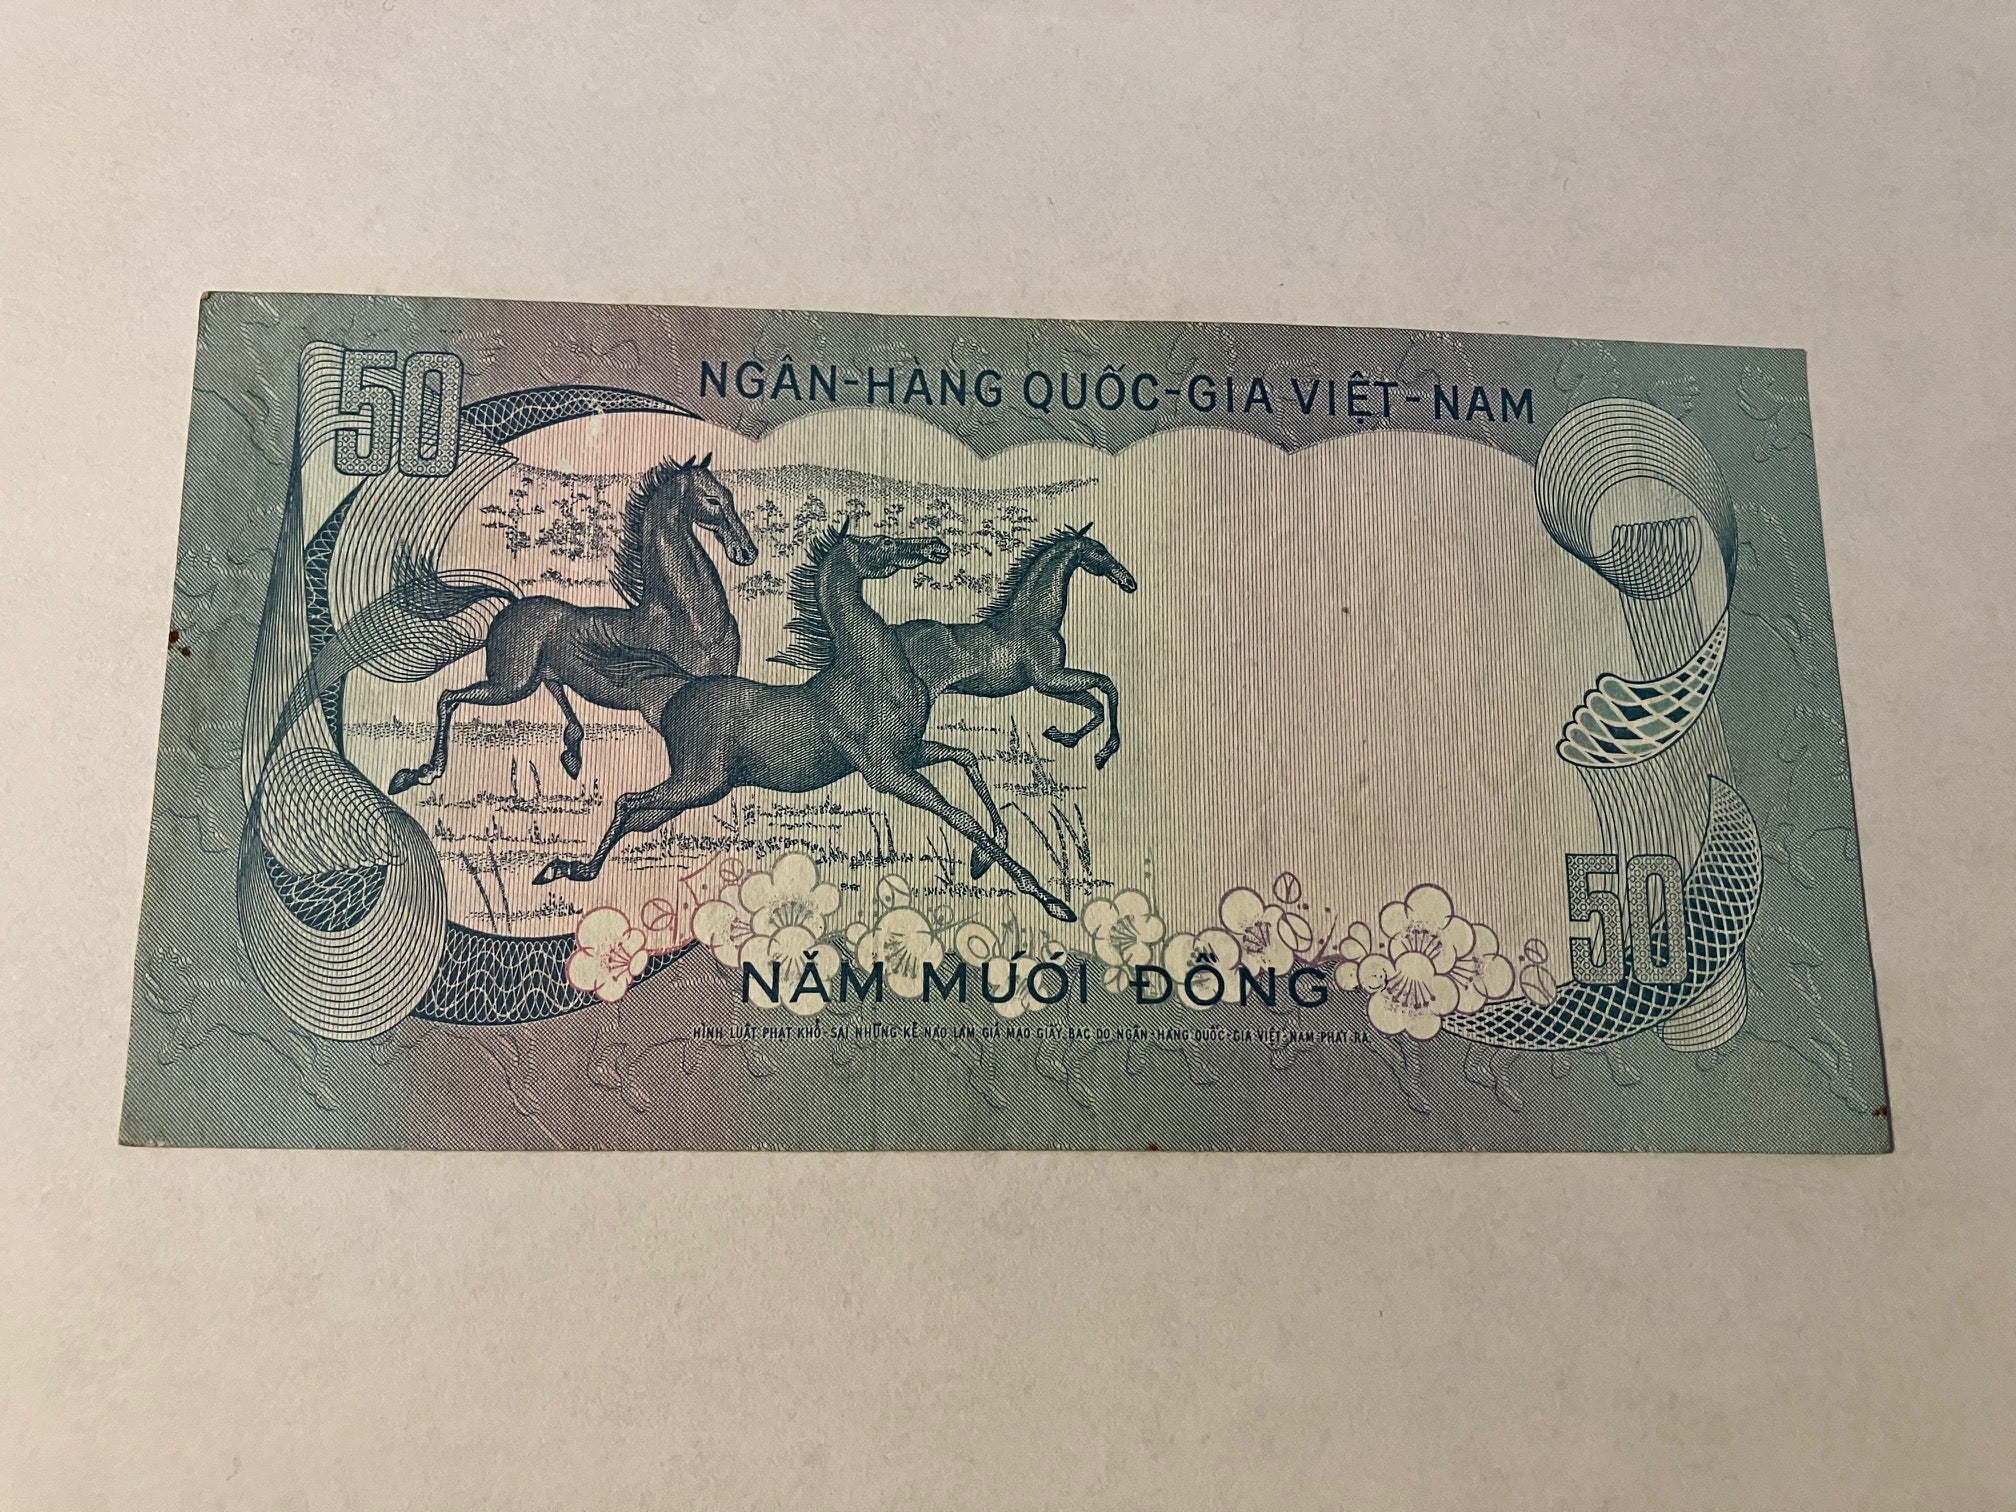 50
NGÂN-HÀNG QUỐC-GIA VIỆT-NAM
50
NĂM MƯƠI ĐỒNG
HÌNH LUẬT PHẠT KHỔ-SAI NHỮNG KẺ NÀO LÀM GIẢ MẠO GIẤY BẠC DO NGÂN-HÀNG QUỐC-GIA VIỆT-NAM PHÁT RA